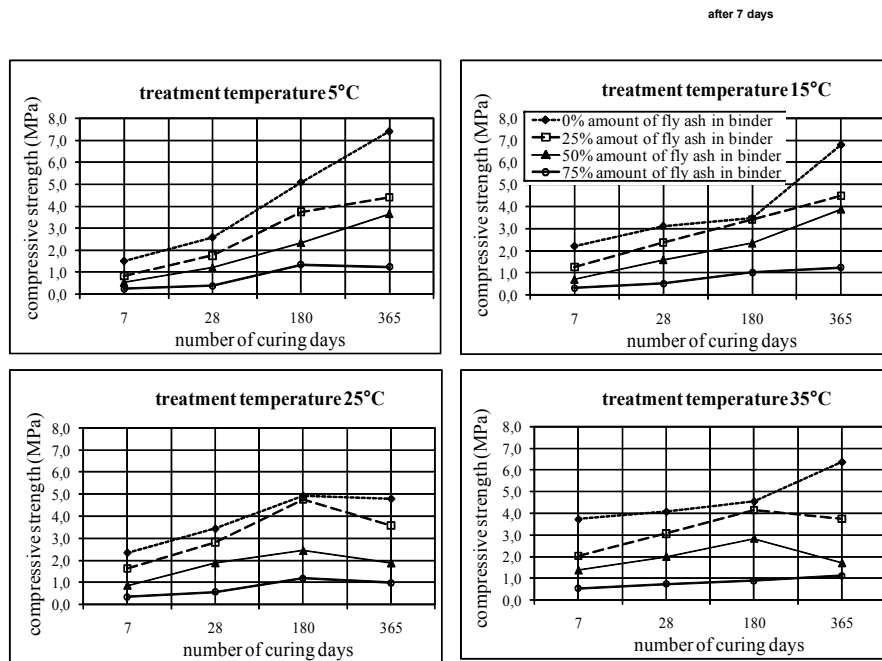 after 7 days
treatment temperature 5°C
compressive strength (MPa)
8,0
7,0
6,0
5,0
4,0
3,0
2,0
1,0
0,0
7 28 180 365
number of curing days
treatment temperature 15°C
compressive strength (MPa)
8,0
7,0
6,0
5,0
4,0
3,0
2,0
1,0
0,0
0% amount of fly ash in binder
25% amout of fly ash in binder
50% amount of fly ash in binder
75% amount of fly ash in binder
7 28 180 365
number of curing days
treatment temperature 25°C
compressive strength (MPa)
8,0
7,0
6,0
5,0
4,0
3,0
2,0
1,0
0,0
7 28 180 365
number of curing days
treatment temperature 35°C
compressive strength (MPa)
8,0
7,0
6,0
5,0
4,0
3,0
2,0
1,0
0,0
7 28 180 365
number of curing days